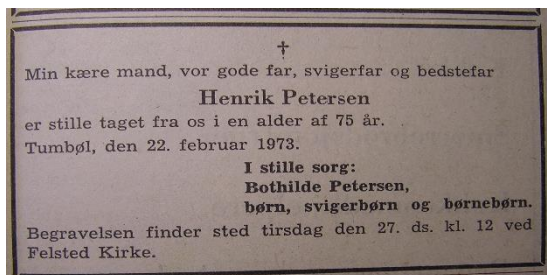 †
Min kære mand, vor gode far, svigerfar og bedstefar
Henrik Petersen
er stille taget fra os i en alder af 75 år.
Tumbøl, den 22. februar 1973.
I stille sorg:
Bothilde Petersen,
børn, svigerbørn og børnebørn.
Begravelsen finder sted tirsdag den 27. ds. kl. 12 ved
Felsted Kirke.